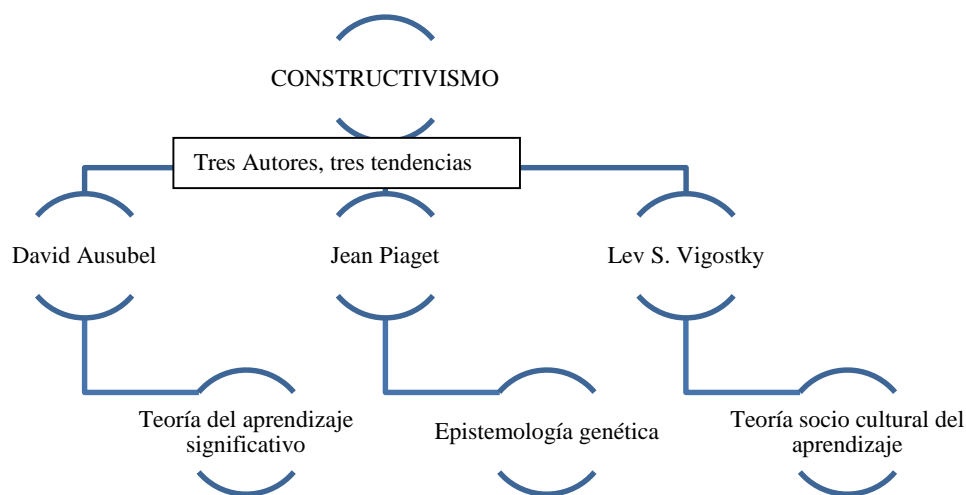 CONSTRUCTIVISMO
Tres Autores, tres tendencias
David Ausubel
Jean Piaget
Lev S. Vigostky
Teoría del aprendizaje
significativo
Epistemología genética
Teoría socio cultural del
aprendizaje